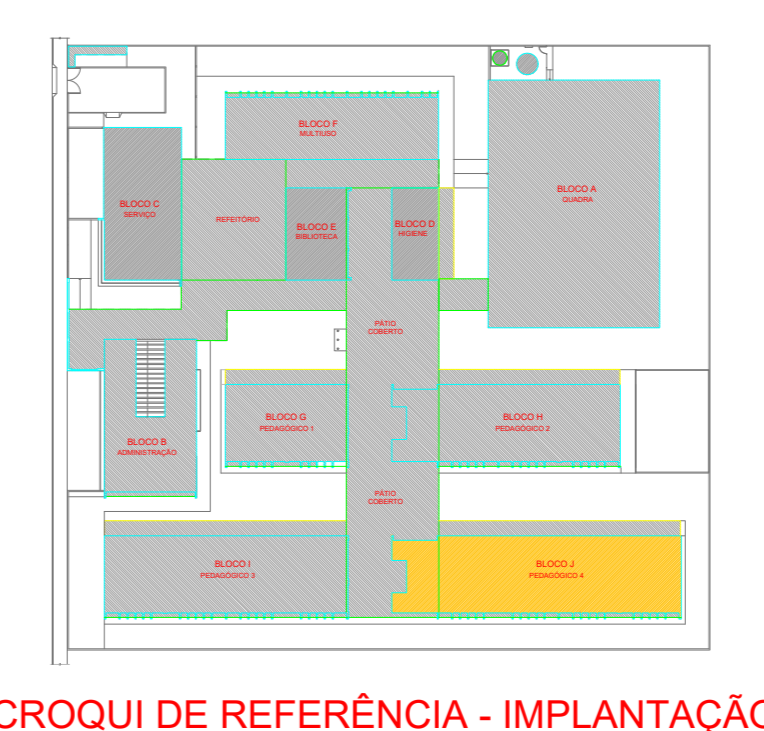 BLOCO F
MULTIUSO
BLOCO A
QUADRA
BLOCO C
SERVIÇO
REFEITÓRIO
BLOCO E
BIBLIOTECA
BLOCO D
HIGIENE
PÁTIO
COBERTO
BLOCO G
PEDAGÓGICO 1
BLOCO H
PEDAGÓGICO 2
BLOCO B
ADMINISTRAÇÃO
PÁTIO
COBERTO
BLOCO I
PEDAGÓGICO 3
BLOCO J
PEDAGÓGICO 4
CROQUI DE REFERÊNCIA - IMPLANTAÇÃO